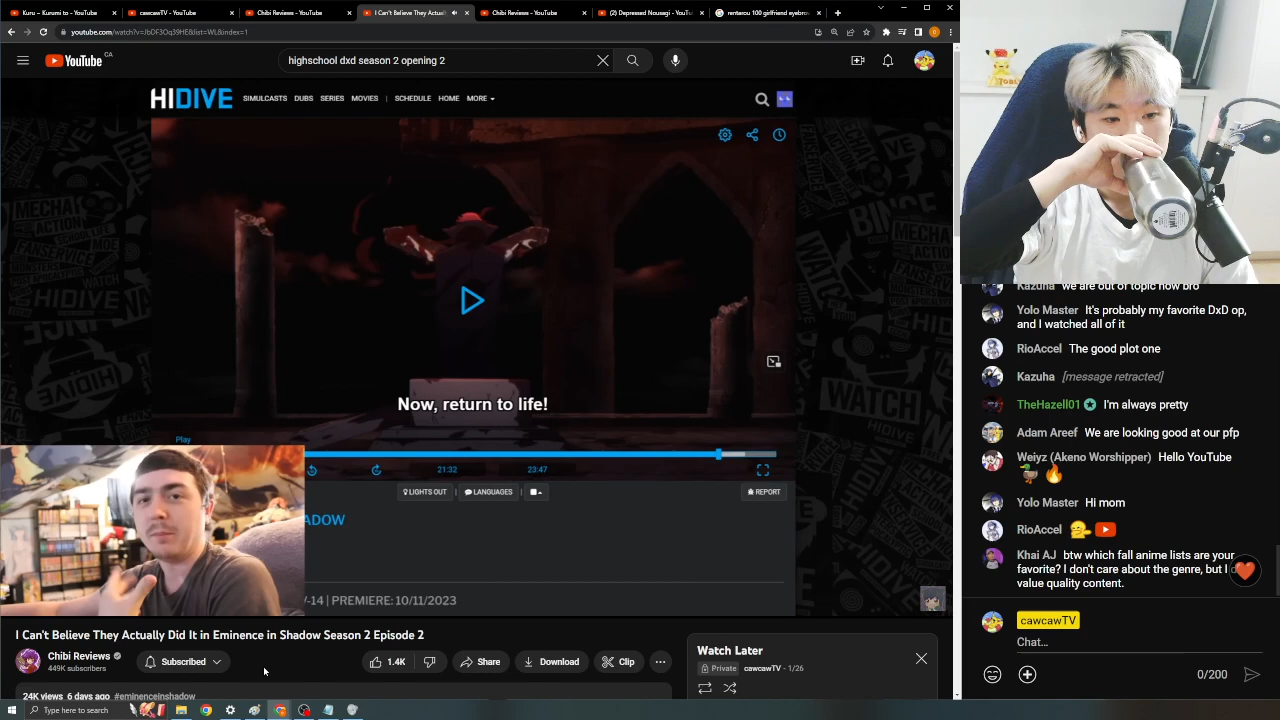 Kuru – Kurumi to - YouTube
cawcawTV - YouTube
Chibi Reviews - YouTube
I Can't Believe They Actual
Chibi Reviews - YouTube
(2) Depressed Nousagi - YouT
renterou 100 girlfriend eyebro
youtube.com/watch?v=JbDF3Oq39HE&list=WL&index=1
YouTube CA
highschool dxd season 2 opening 2
HIDIVE
SIMULCASTS DUBS SERIES MOVIES | SCHEDULE HOME MORE
Now, return to life!
Play
21:32 23:47
LIGHTS OUT | LANGUAGES |
REPORT
ADOW
-14 | PREMIERE: 10/11/2023
I Can't Believe They Actually Did It in Eminence in Shadow Season 2 Episode 2
Chibi Reviews
449K subscribers
Subscribed
1.4K
Share
Download
Clip
24K views 6 days ago #eminenceinshadow
Watch Later
Private cawcawTV - 1/26
Type here to search
TOBI
Kazuha we are out of topic now bro
Yolo Master It's probably my favorite DxD op,
and I watched all of it
RioAccel The good plot one
Kazuha [message retracted]
TheHazell01 I'm always pretty
Adam Areef We are looking good at our pfp
Weiyz (Akeno Worshipper) Hello YouTube
Yolo Master Hi mom
RioAccel
Khai AJ btw which fall anime lists are your
favorite? I don't care about the genre, but I
value quality content.
cawcawTV
Chat...
0/200